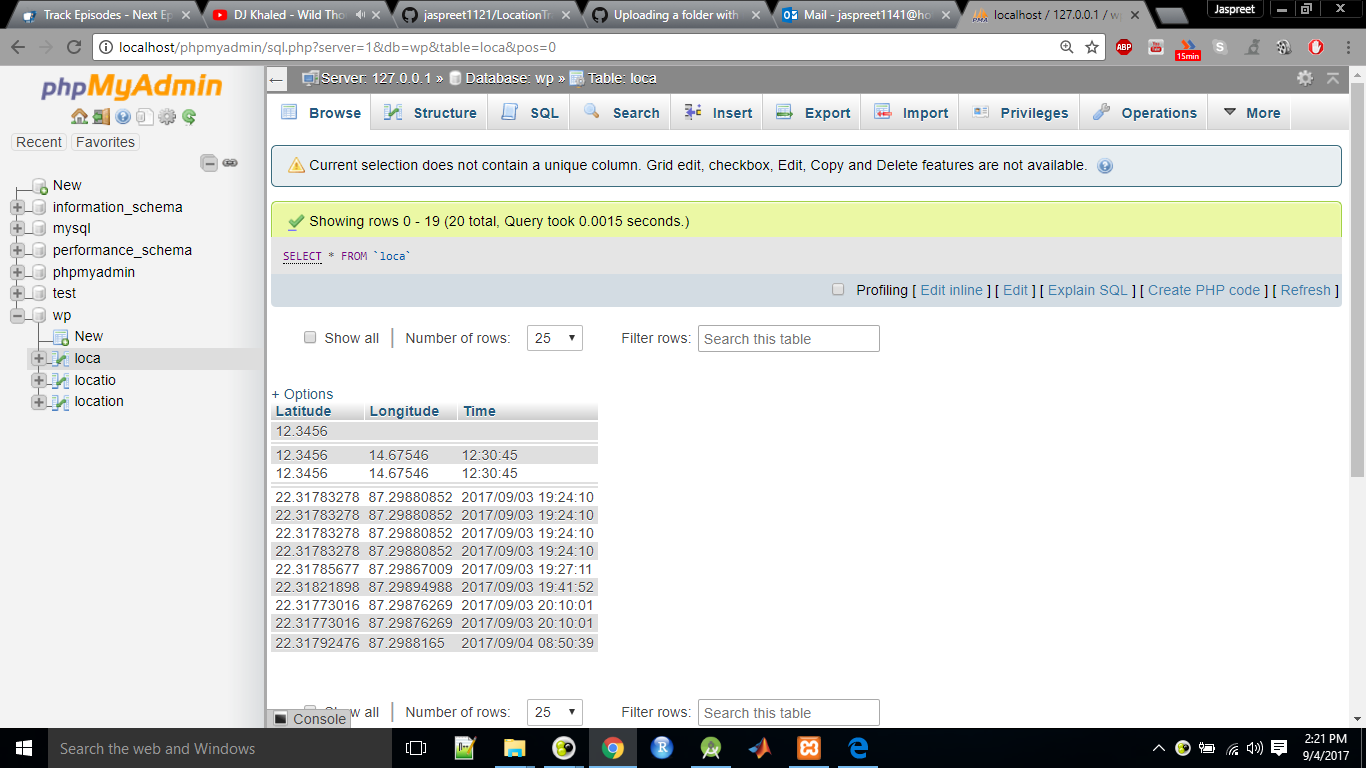 Track Episodes - Next Ep
DJ Khaled - Wild Tho
jaspreet1121/LocationTr
Uploading a folder with
Mail - jaspreet1141@ho
localhost / 127.0.0.1 / w
Jaspreet
localhost/phpmyadmin/sql.php?server=1&db=wp&table=loca&pos=0
ABP
15min
phpMyAdmin
Recent
Favorites
New
information_schema
mysql
performance_schema
phpmyadmin
test
wp
New
loca
locatio
location
Server: 127.0.0.1 » Database: wp » Table: loca
Browse
Structure
SQL
Search
Insert
Export
Import
Privileges
Operations
More
Current selection does not contain a unique column. Grid edit, checkbox, Edit, Copy and Delete features are not available.
Showing rows 0 - 19 (20 total, Query took 0.0015 seconds.)
SELECT * FROM `loca`
Profiling [ Edit inline ] [ Edit ] [ Explain SQL ] [ Create PHP code ] [ Refresh ]
Show all
Number of rows: 25
Filter rows: Search this table
+ Options
Latitude Longitude Time
12.3456
12.3456 14.67546 12:30:45
12.3456 14.67546 12:30:45
22.31783278 87.29880852 2017/09/03 19:24:10
22.31783278 87.29880852 2017/09/03 19:24:10
22.31783278 87.29880852 2017/09/03 19:24:10
22.31783278 87.29880852 2017/09/03 19:24:10
22.31785677 87.29867009 2017/09/03 19:27:11
22.31821898 87.29894988 2017/09/03 19:41:52
22.31773016 87.29876269 2017/09/03 20:10:01
22.31773016 87.29876269 2017/09/03 20:10:01
22.31792476 87.2988165 2017/09/04 08:50:39
all
Number of rows: 25
Filter rows: Search this table
Console
Search the web and Windows
2:21 PM
9/4/2017